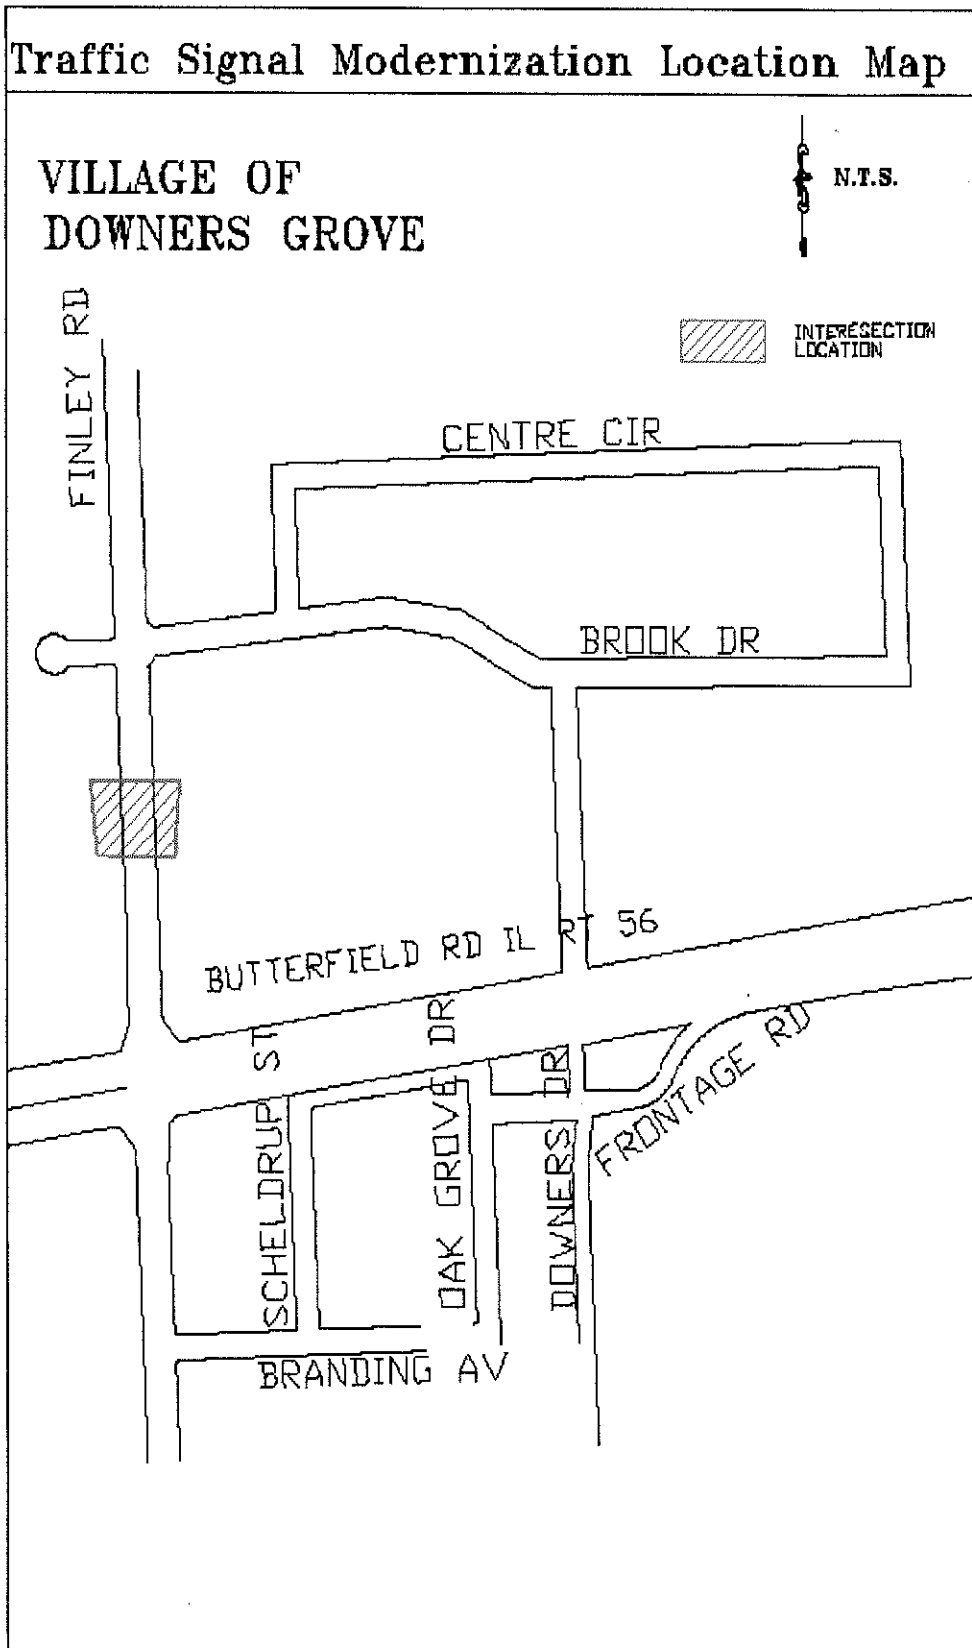 Traffic Signal Modernization Location Map
VILLAGE OF
DOWNERS GROVE
N.T.S.
FINLEY RD
INTERESECTION
LOCATION
CENTRE CIR
BROOK DR
BUTTERFIELD RD IL RT 56
SCHELDRUP ST
OAK GROVE DR
DOWNERS DR
FRONTAGE RD
BRANDING AV